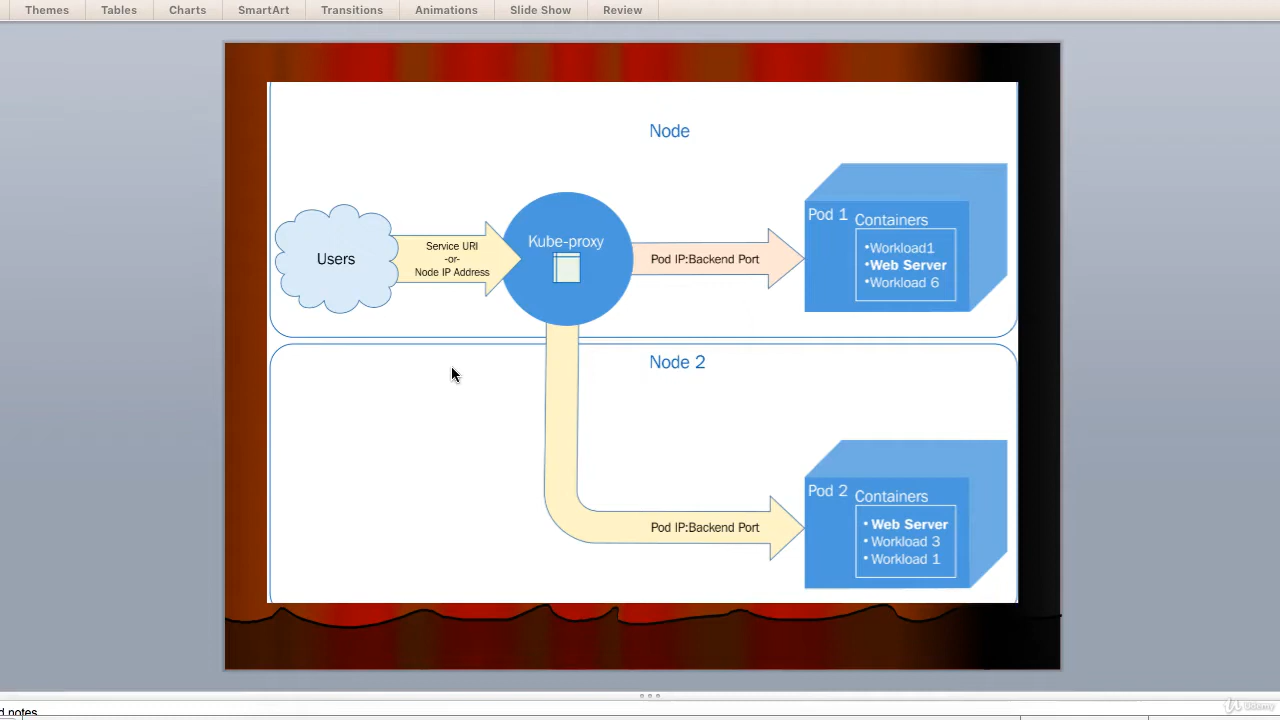 Themes Tables Charts SmartArt Transitions Animations Slide Show Review
Node
Users
Service URI
-or-
Node IP Address
Kube-proxy
Pod IP:Backend Port
Pod 1
Containers
•Workload1
•Web Server
•Workload 6
Node 2
Pod IP:Backend Port
Pod 2
Containers
• Web Server
• Workload 3
• Workload 1
d notes
Udemy